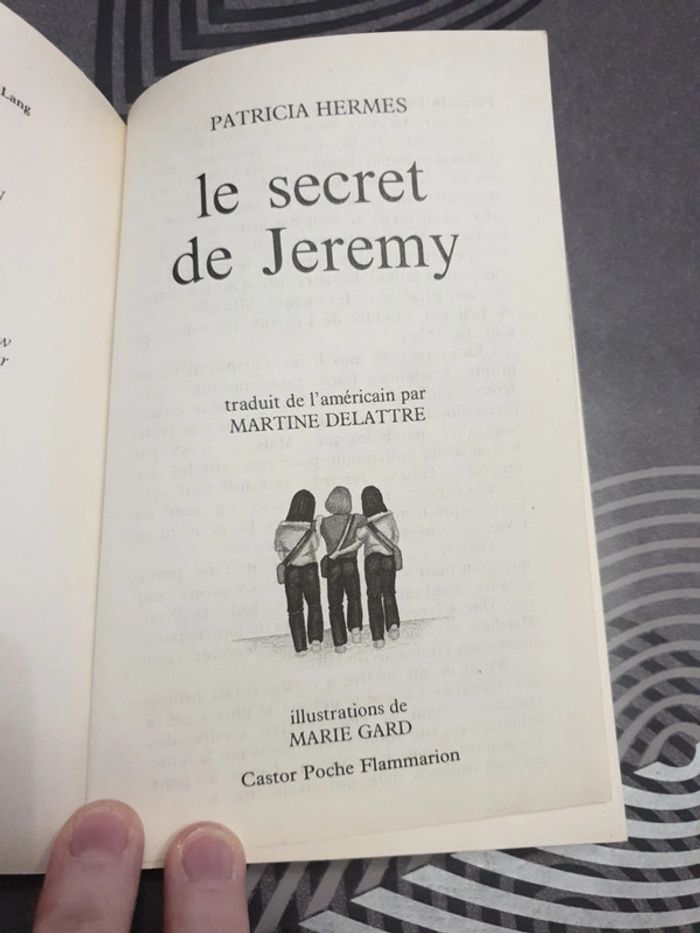 Lang
PATRICIA HERMES
le secret
de Jeremy
traduit de l'américain par
MARTINE DELATTRE
illustrations de
MARIE GARD
Castor Poche Flammarion